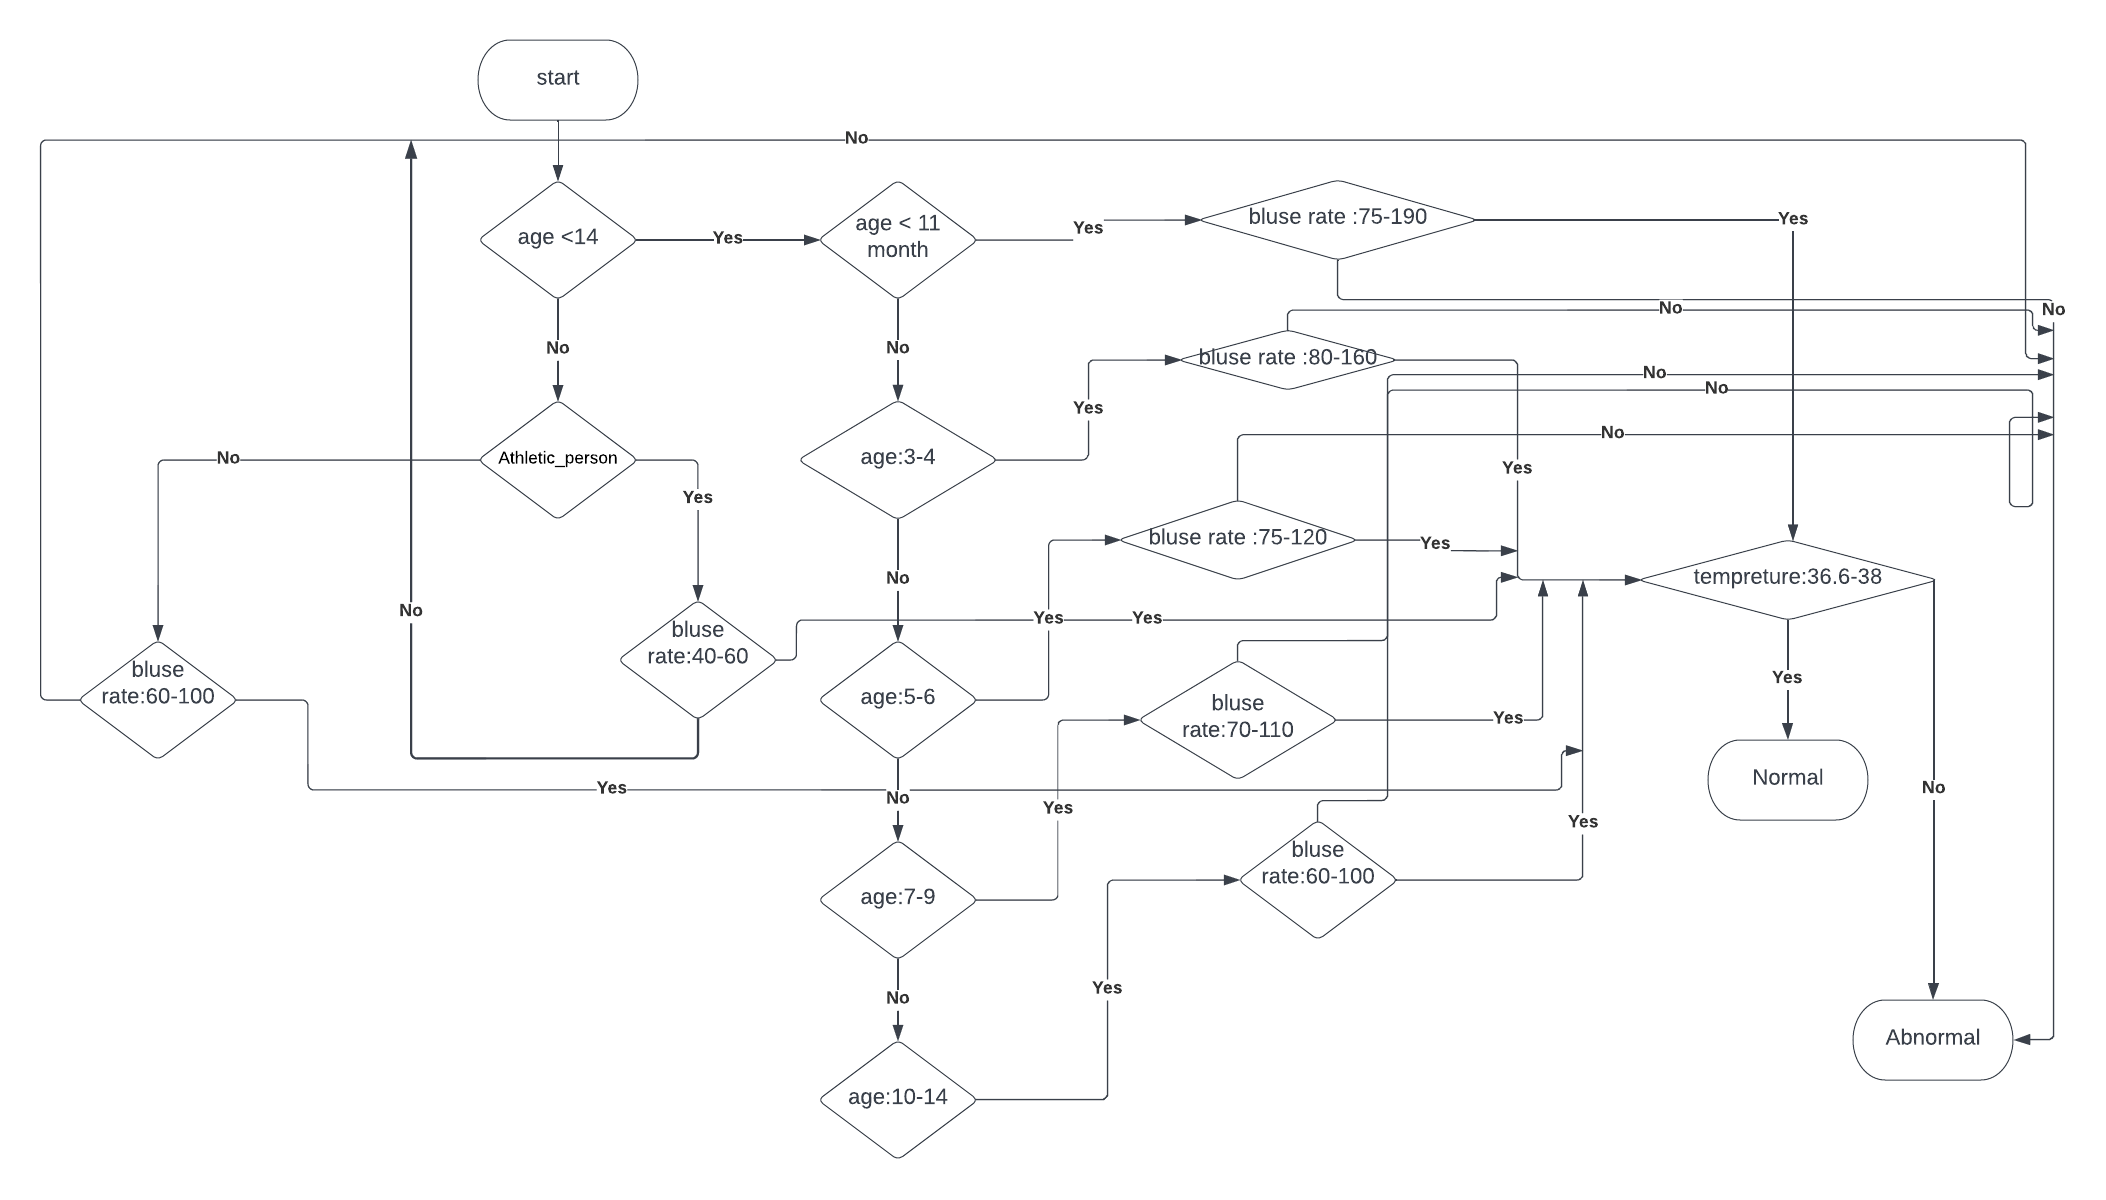 start
No
age <14
Yes
age < 11
month
Yes
bluse rate :75-190
Yes
No
No
No
No
bluse rate :80-160
No
No
Yes
No
Athletic_person
Yes
age:3-4
Yes
No
bluse rate :75-120
Yes
No
tempreture:36.6-38
No
bluse
rate:40-60
Yes
Yes
bluse
rate:60-100
age:5-6
bluse
rate:70-110
Yes
Yes
Yes
No
Yes
Normal
No
Yes
bluse
rate:60-100
age:7-9
No
Yes
Abnormal
age:10-14